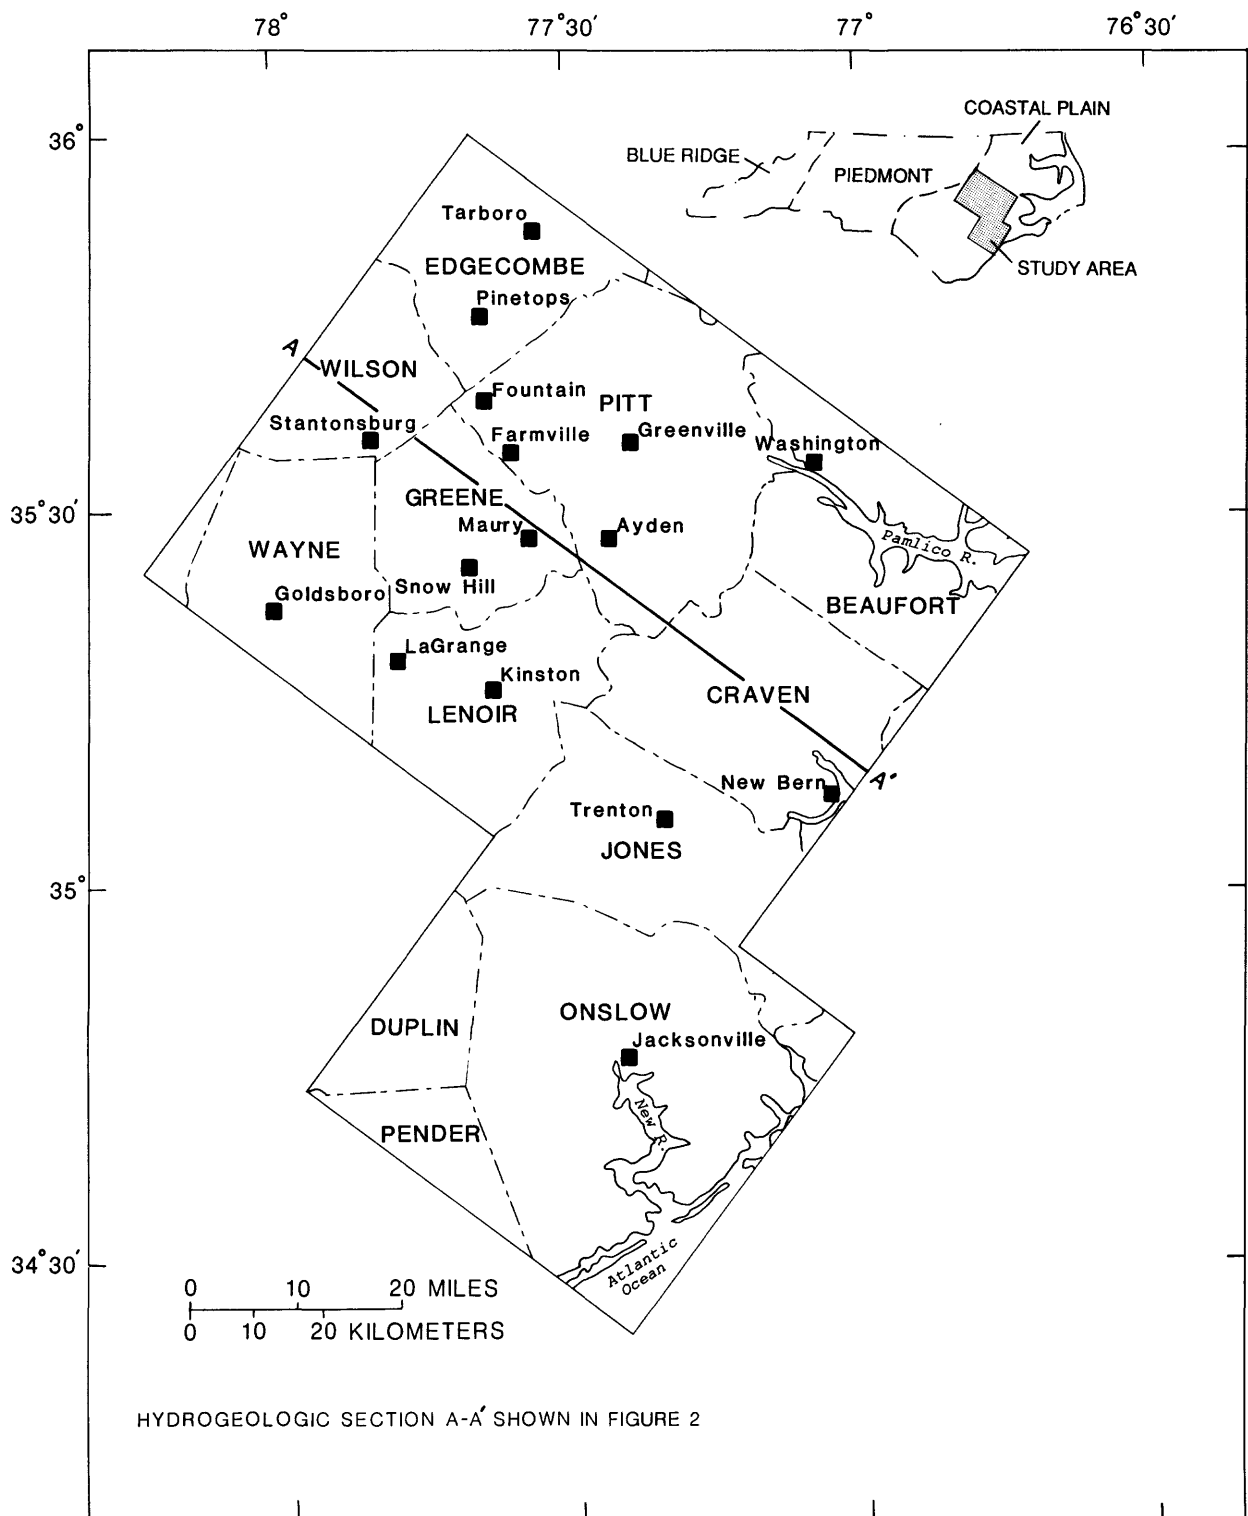 78°
77°30′
77°
76°30′
36°
35°30′
35°
34°30′
COASTAL PLAIN
BLUE RIDGE
PIEDMONT
STUDY AREA
Tarboro
EDGECOMBE
Pinetops
A
WILSON
Fountain
PITT
Stantonsburg
Farmville
Greenville
Washington
GREENE
Maury
Ayden
Pamlico R.
WAYNE
Snow Hill
Goldsboro
BEAUFORT
LaGrange
Kinston
CRAVEN
LENOIR
A′
New Bern
Trenton
JONES
ONSLOW
DUPLIN
Jacksonville
New R.
PENDER
Atlantic
Ocean
0 10 20 MILES
0 10 20 KILOMETERS
HYDROGEOLOGIC SECTION A-A′ SHOWN IN FIGURE 2